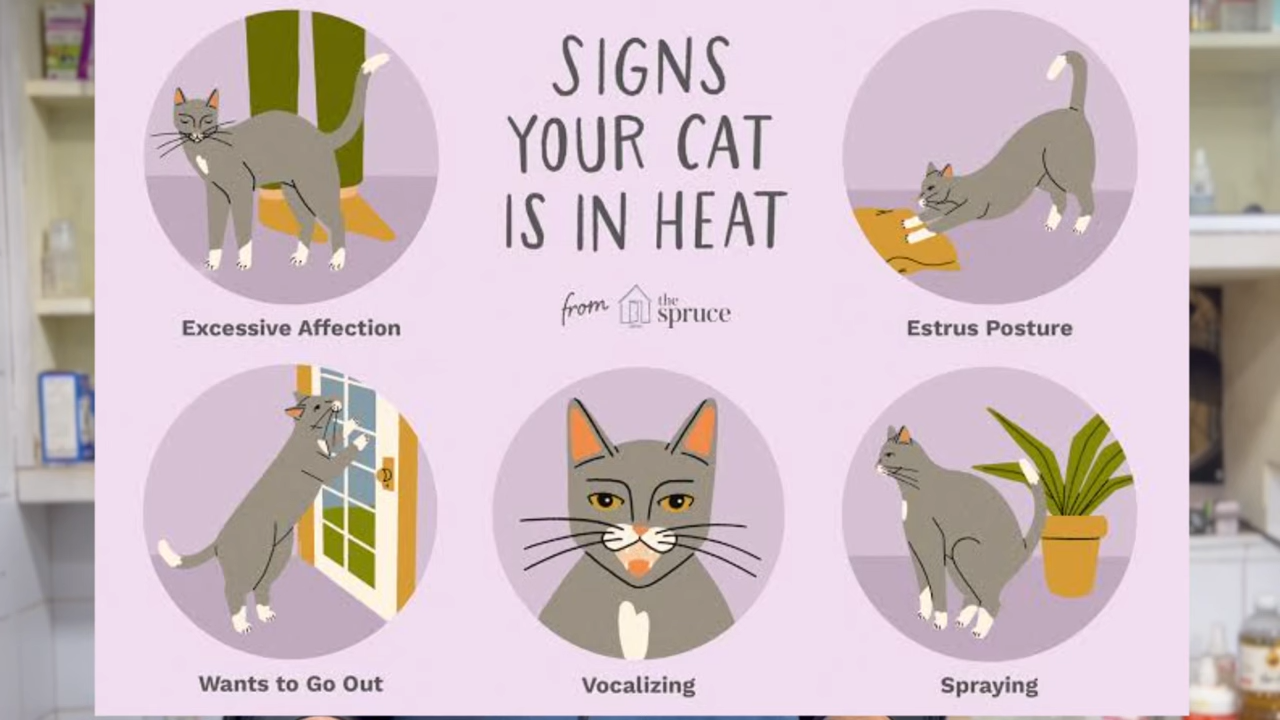 SIGNS
YOUR CAT
IS IN HEAT
from the spruce
Excessive Affection
Estrus Posture
Wants to Go Out
Vocalizing
Spraying